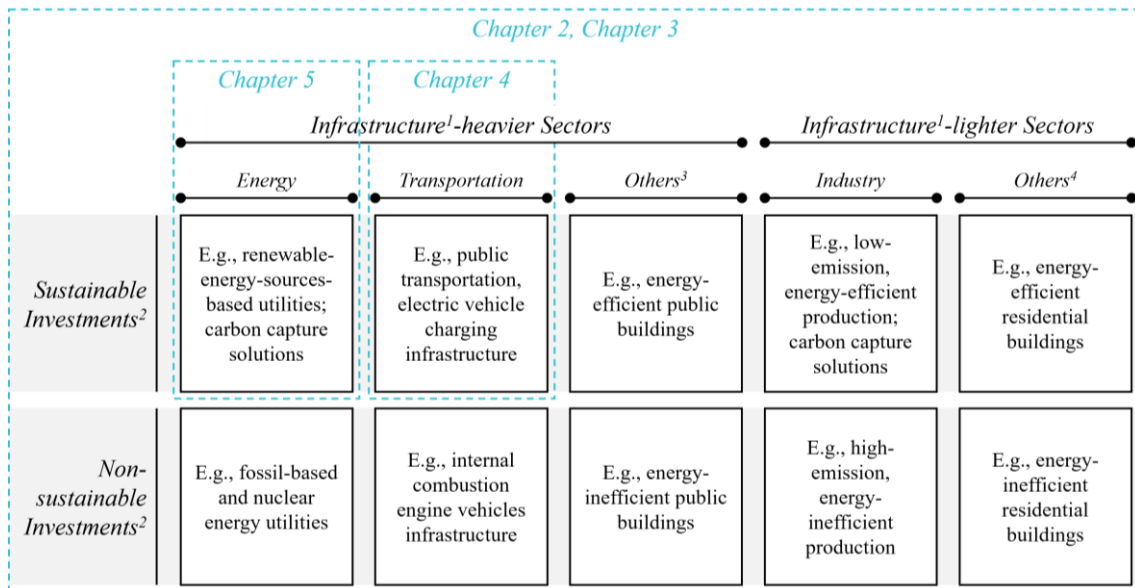 Chapter 2, Chapter 3
Chapter 5
Chapter 4
Infrastructure¹-heavier Sectors
Infrastructure¹-lighter Sectors
Energy
Transportation
Others³
Industry
Others⁴
Sustainable
Investments²
E.g., renewable-
energy-sources-
based utilities;
carbon capture
solutions
E.g., public
transportation,
electric vehicle
charging
infrastructure
E.g., energy-
efficient public
buildings
E.g., low-
emission,
energy-efficient
production;
carbon capture
solutions
E.g., energy-
efficient
residential
buildings
Non-
sustainable
Investments²
E.g., fossil-based
and nuclear
energy utilities
E.g., internal
combustion
engine vehicles
infrastructure
E.g., energy-
inefficient public
buildings
E.g., high-
emission,
energy-
inefficient
production
E.g., energy-
inefficient
residential
buildings